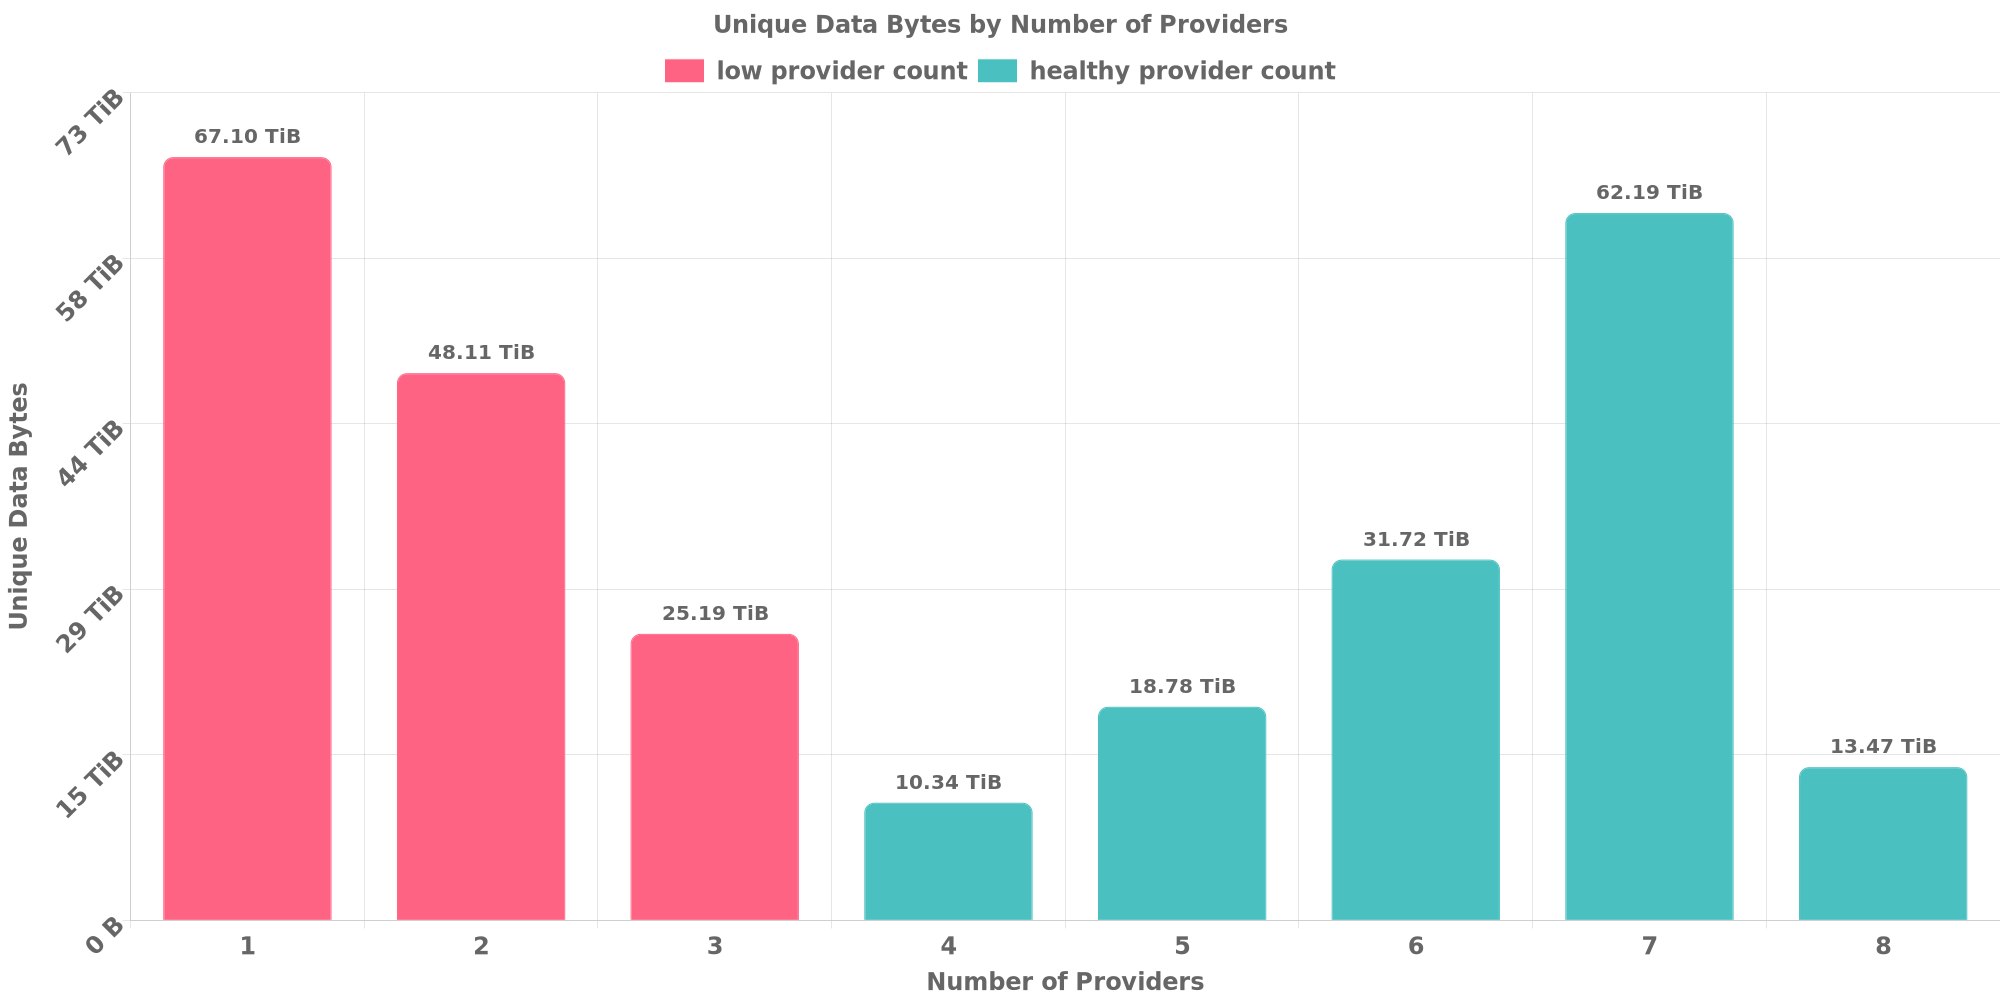 Unique Data Bytes by Number of Providers
low provider count healthy provider count
73 TiB
58 TiB
44 TiB
29 TiB
15 TiB
0 B
Unique Data Bytes
67.10 TiB
48.11 TiB
25.19 TiB
10.34 TiB
18.78 TiB
31.72 TiB
62.19 TiB
13.47 TiB
1 2 3 4 5 6 7 8
Number of Providers